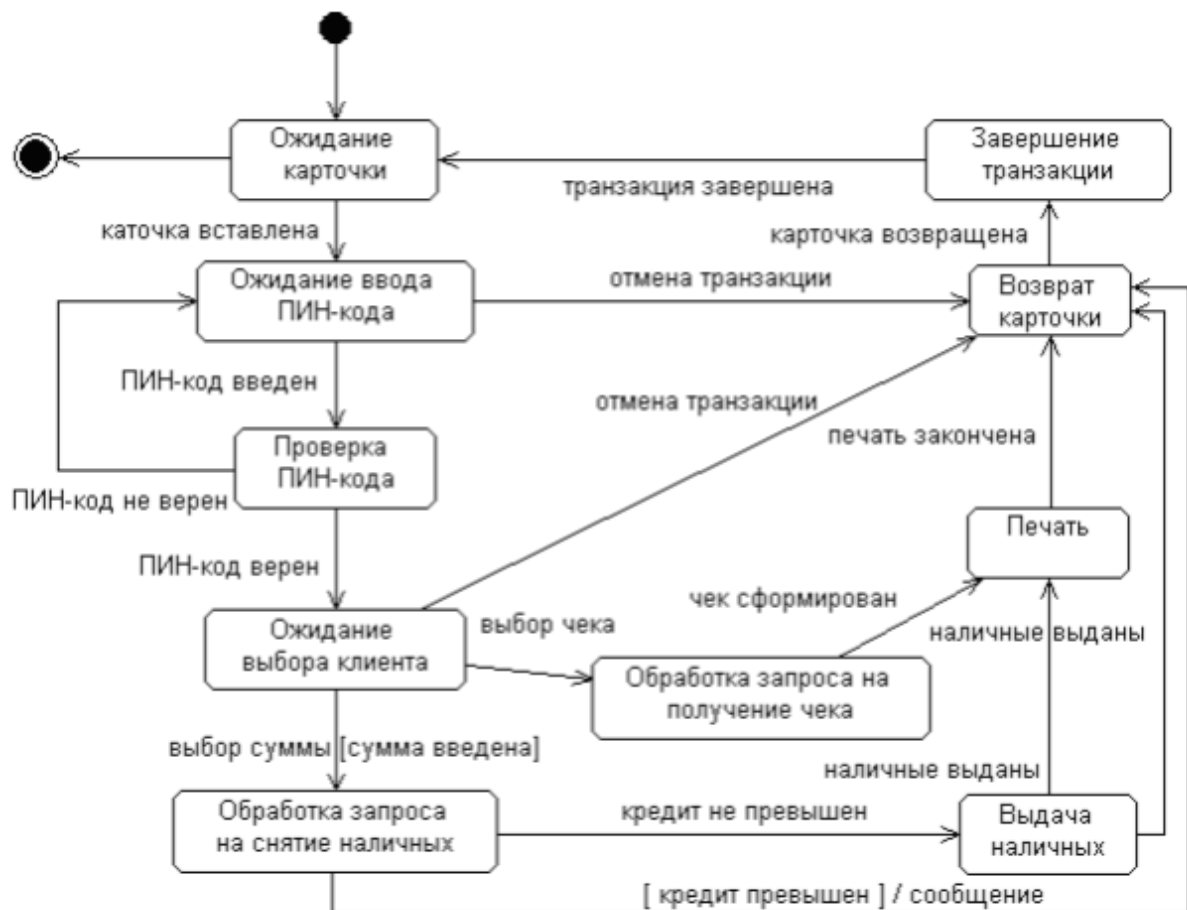 Ожидание
карточки
Завершение
транзакции
транзакция завершена
каточка вставлена
карточка возвращена
Ожидание ввода
ПИН-кода
отмена транзакции
Возврат
карточки
ПИН-код введен
отмена транзакции
печать закончена
Проверка
ПИН-кода
ПИН-код не верен
Печать
ПИН-код верен
чек сформирован
Ожидание
выбора клиента
выбор чека
наличные выданы
Обработка запроса на
получение чека
выбор суммы [сумма введена]
наличные выданы
Обработка запроса
на снятие наличных
кредит не превышен
Выдача
наличных
[ кредит превышен ] / сообщение